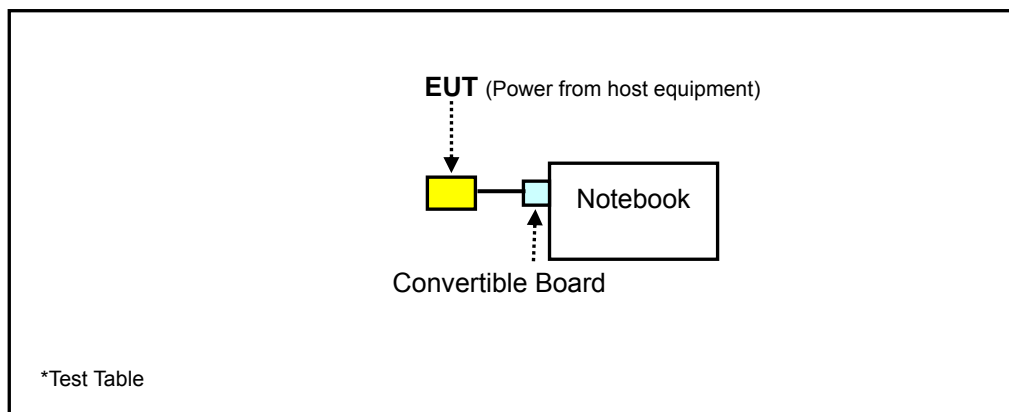 EUT (Power from host equipment)
Notebook
Convertible Board
*Test Table